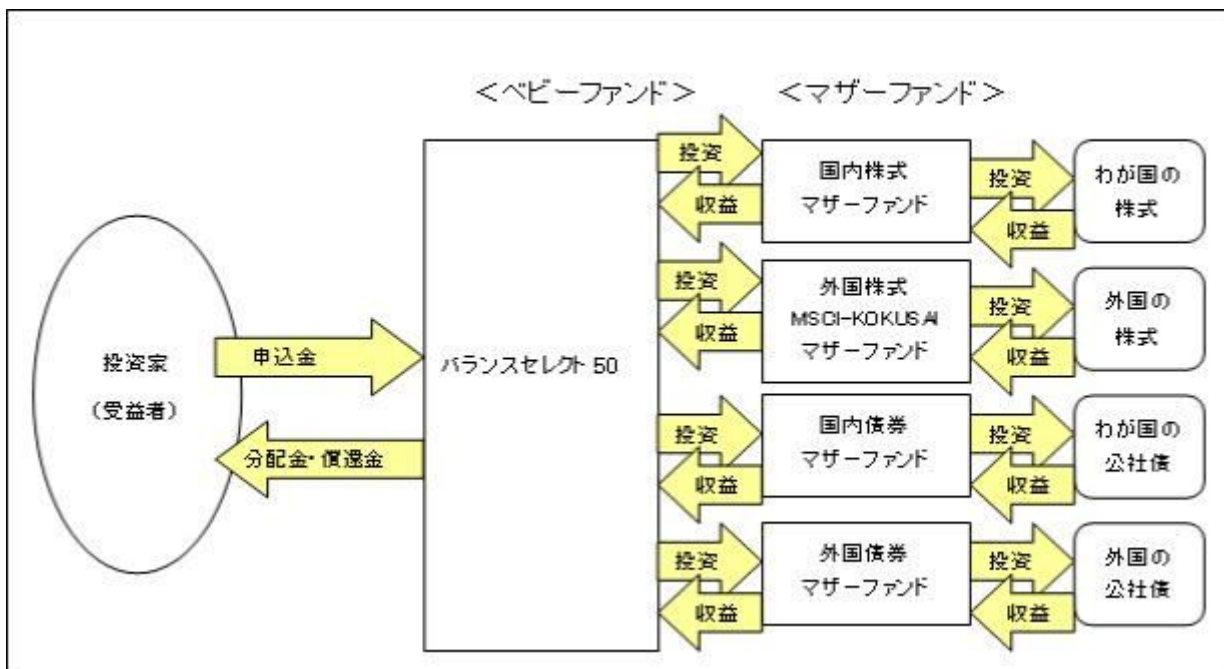 ＜ベビーファンド＞
＜マザーファンド＞
投資家
（受益者）
申込金
分配金・償還金
バランスセレクト 50
投資
収益
国内株式
マザーファンド
投資
収益
わが国の
株式
投資
収益
外国株式
MSCI-KOKUSAI
マザーファンド
投資
収益
外国の
株式
投資
収益
国内債券
マザーファンド
投資
収益
わが国の
公社債
投資
収益
外国債券
マザーファンド
投資
収益
外国の
公社債